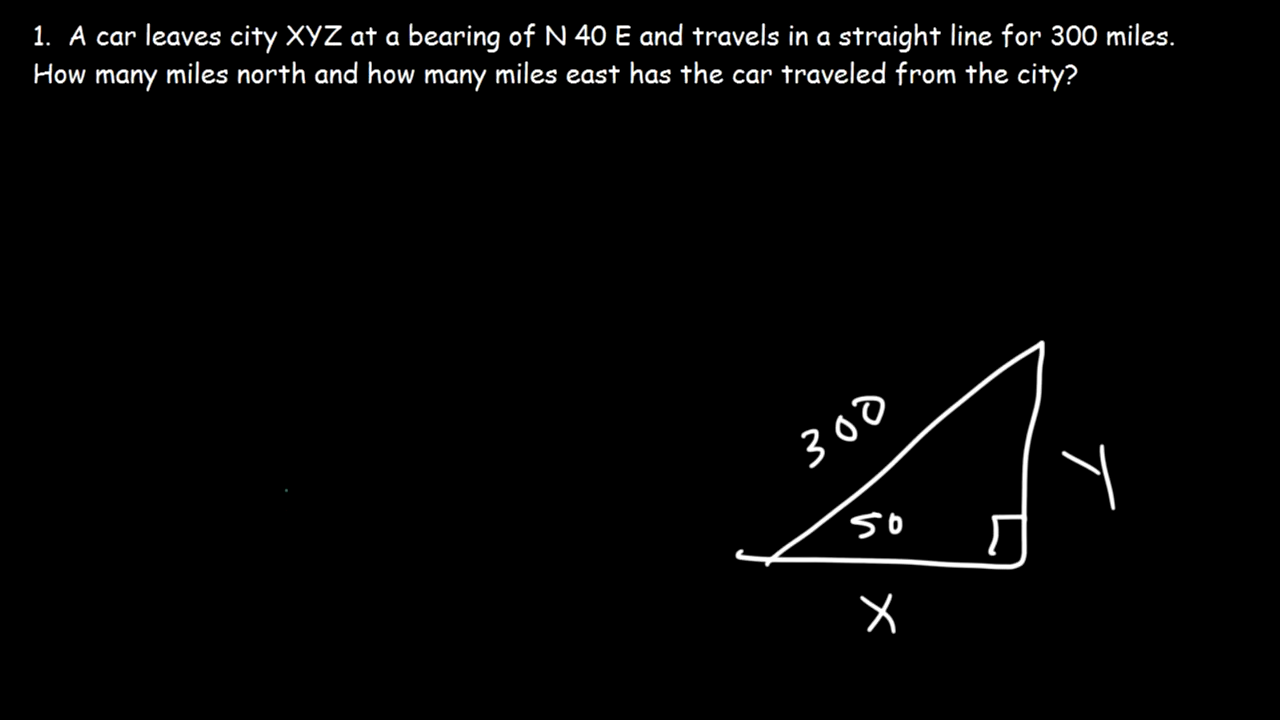 1. A car leaves city XYZ at a bearing of N 40 E and travels in a straight line for 300 miles.
How many miles north and how many miles east has the car traveled from the city?
300
Y
50
X